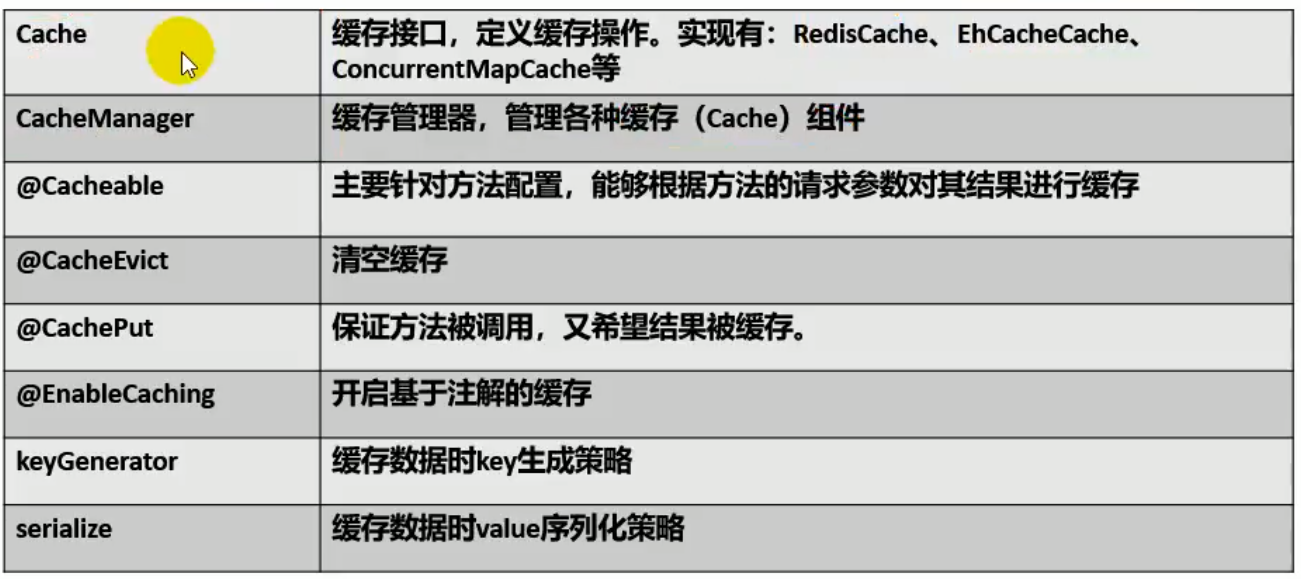 Cache
缓存接口，定义缓存操作。实现有：RedisCache、EhCacheCache、
ConcurrentMapCache等
CacheManager
缓存管理器，管理各种缓存（Cache）组件
@Cacheable
主要针对方法配置，能够根据方法的请求参数对其结果进行缓存
@CacheEvict
清空缓存
@CachePut
保证方法被调用，又希望结果被缓存。
@EnableCaching
开启基于注解的缓存
keyGenerator
缓存数据时key生成策略
serialize
缓存数据时value序列化策略